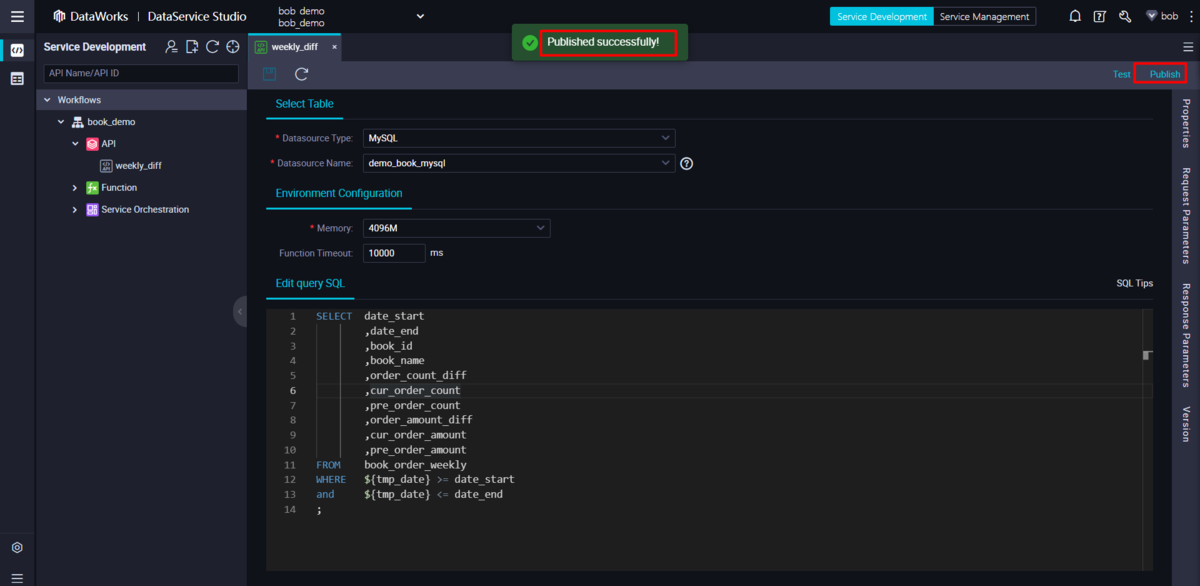 DataWorks | DataService Studio
bob demo
bob_demo
Service Development
Service Management
bob
Service Development
weekly_diff
Published successfully!
API Name/API ID
Test
Publish
Workflows
book_demo
API
weekly_diff
Function
Service Orchestration
Select Table
* Datasource Type:
MySQL
* Datasource Name:
demo_book_mysql
Environment Configuration
* Memory:
4096M
Function Timeout:
10000
ms
Edit query SQL
SQL Tips
1 SELECT date_start
2 ,date_end
3 ,book_id
4 ,book_name
5 ,order_count_diff
6 ,cur_order_count
7 ,pre_order_count
8 ,order_amount_diff
9 ,cur_order_amount
10 ,pre_order_amount
11 FROM book_order_weekly
12 WHERE ${tmp_date} >= date_start
13 and ${tmp_date} <= date_end
14 ;
Properties
Request Parameters
Response Parameters
Version